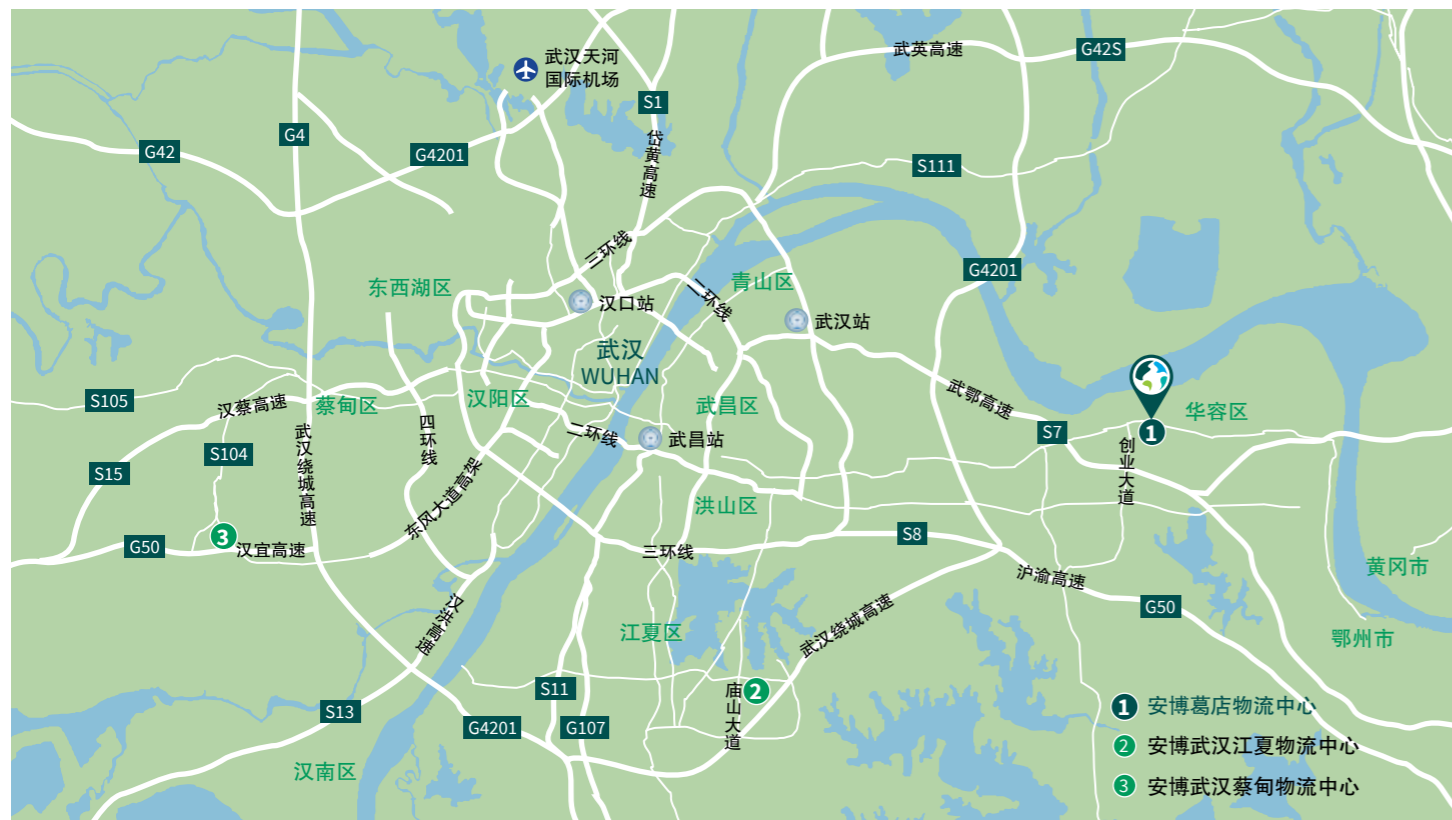 武汉天河
国际机场
武英高速
G42S
S1
G4
G42
G4201
岱黄高速
S111
三环线
G4201
东西湖区
青山区
二环线
汉口站
武汉站
武汉
WUHAN
S105
汉蔡高速
蔡甸区
汉阳区
武昌区
武鄂高速
华容区
S7
1
四环线
二环线
武昌站
武汉绕城高速
S104
S15
创业大道
东风大道高架
洪山区
3
G50
汉宜高速
三环线
S8
沪渝高速
黄冈市
G50
汉洪高速
江夏区
武汉绕城高速
鄂州市
庙山大道
2
S11
S13
G4201
G107
汉南区
1 安博葛店物流中心
2 安博武汉江夏物流中心
3 安博武汉蔡甸物流中心